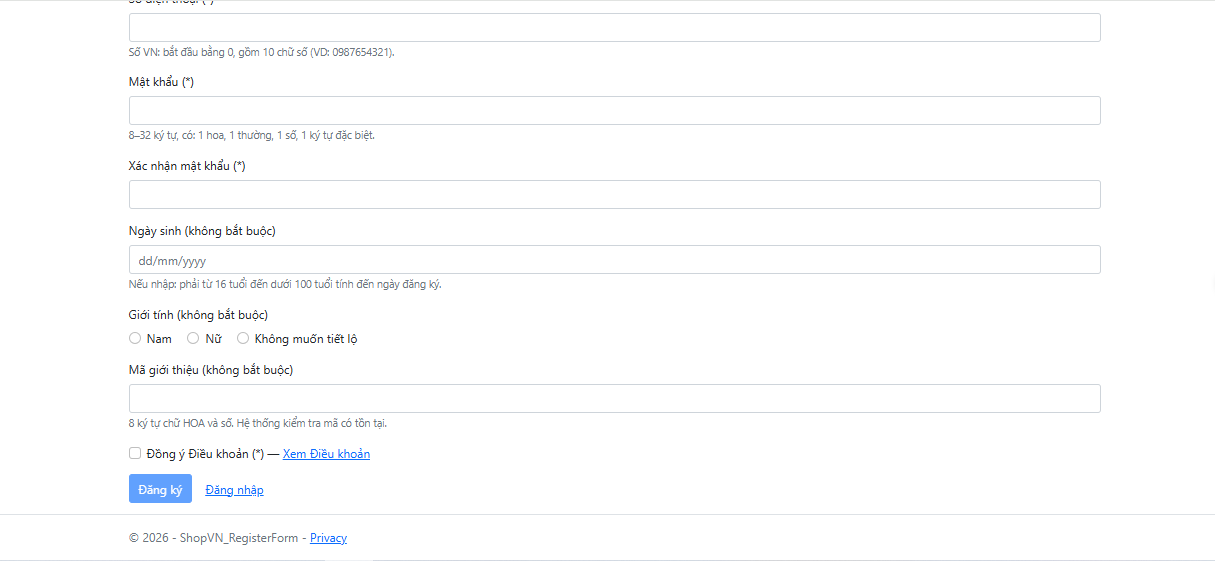 Số điện thoại (*)
Số VN: bắt đầu bằng 0, gồm 10 chữ số (VD: 0987654321).
Mật khẩu (*)
8–32 ký tự, có: 1 hoa, 1 thường, 1 số, 1 ký tự đặc biệt.
Xác nhận mật khẩu (*)
Ngày sinh (không bắt buộc)
dd/mm/yyyy
Nếu nhập: phải từ 16 tuổi đến dưới 100 tuổi tính đến ngày đăng ký.
Giới tính (không bắt buộc)
Nam Nữ Không muốn tiết lộ
Mã giới thiệu (không bắt buộc)
8 ký tự chữ HOA và số. Hệ thống kiểm tra mã có tồn tại.
Đồng ý Điều khoản (*) — Xem Điều khoản
Đăng ký Đăng nhập
© 2026 - ShopVN_RegisterForm - Privacy